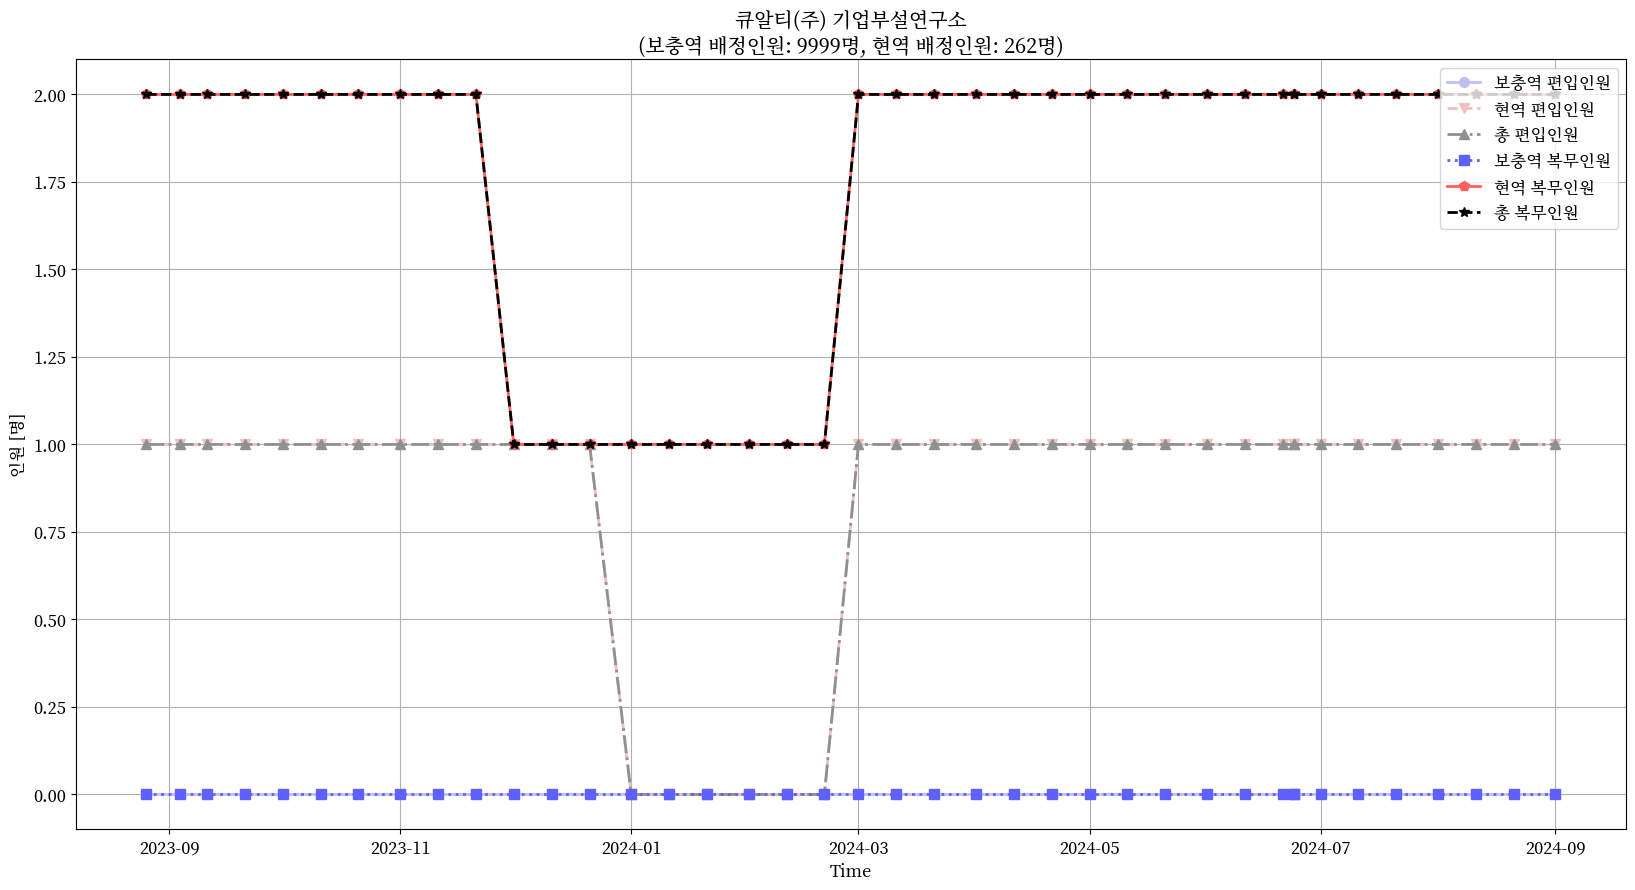 큐알티(주) 기업부설연구소
(보충역 배정인원: 9999명, 현역 배정인원: 262명)
보충역 편입인원
현역 편입인원
총 편입인원
보충역 복무인원
현역 복무인원
총 복무인원
인원 [명]
2.00
1.75
1.50
1.25
1.00
0.75
0.50
0.25
0.00
2023-09
2023-11
2024-01
2024-03
2024-05
2024-07
2024-09
Time